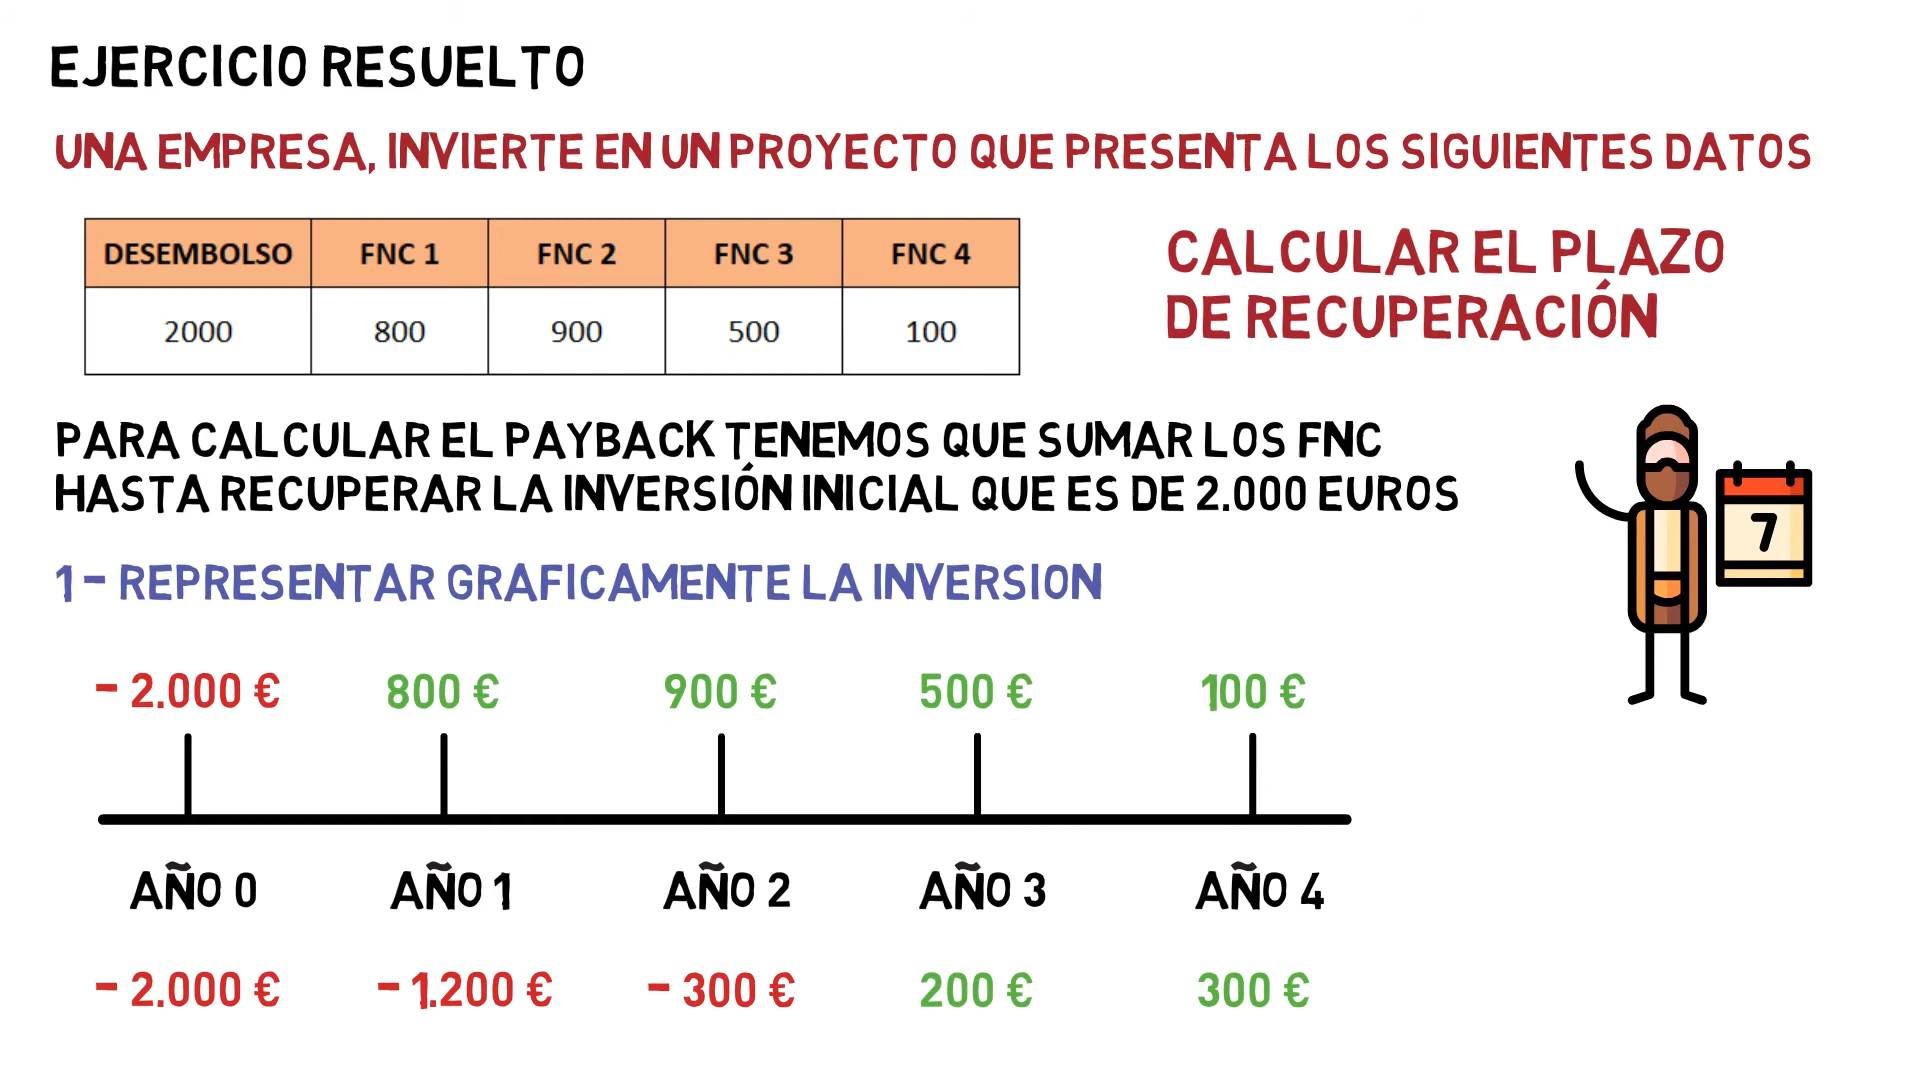 EJERCICIO RESUELTO
UNA EMPRESA, INVIERTE EN UN PROYECTO QUE PRESENTA LOS SIGUIENTES DATOS
DESEMBOLSO FNC 1 FNC 2 FNC 3 FNC 4
2000 800 900 500 100
CALCULAR EL PLAZO
DE RECUPERACIÓN
PARA CALCULAR EL PAYBACK TENEMOS QUE SUMAR LOS FNC
HASTA RECUPERAR LA INVERSIÓN INICIAL QUE ES DE 2.000 EUROS
7
1 - REPRESENTAR GRAFICAMENTE LA INVERSION
- 2.000 € 800 € 900 € 500 € 100 €
AÑO 0 AÑO 1 AÑO 2 AÑO 3 AÑO 4
- 2.000 € - 1.200 € - 300 € 200 € 300 €